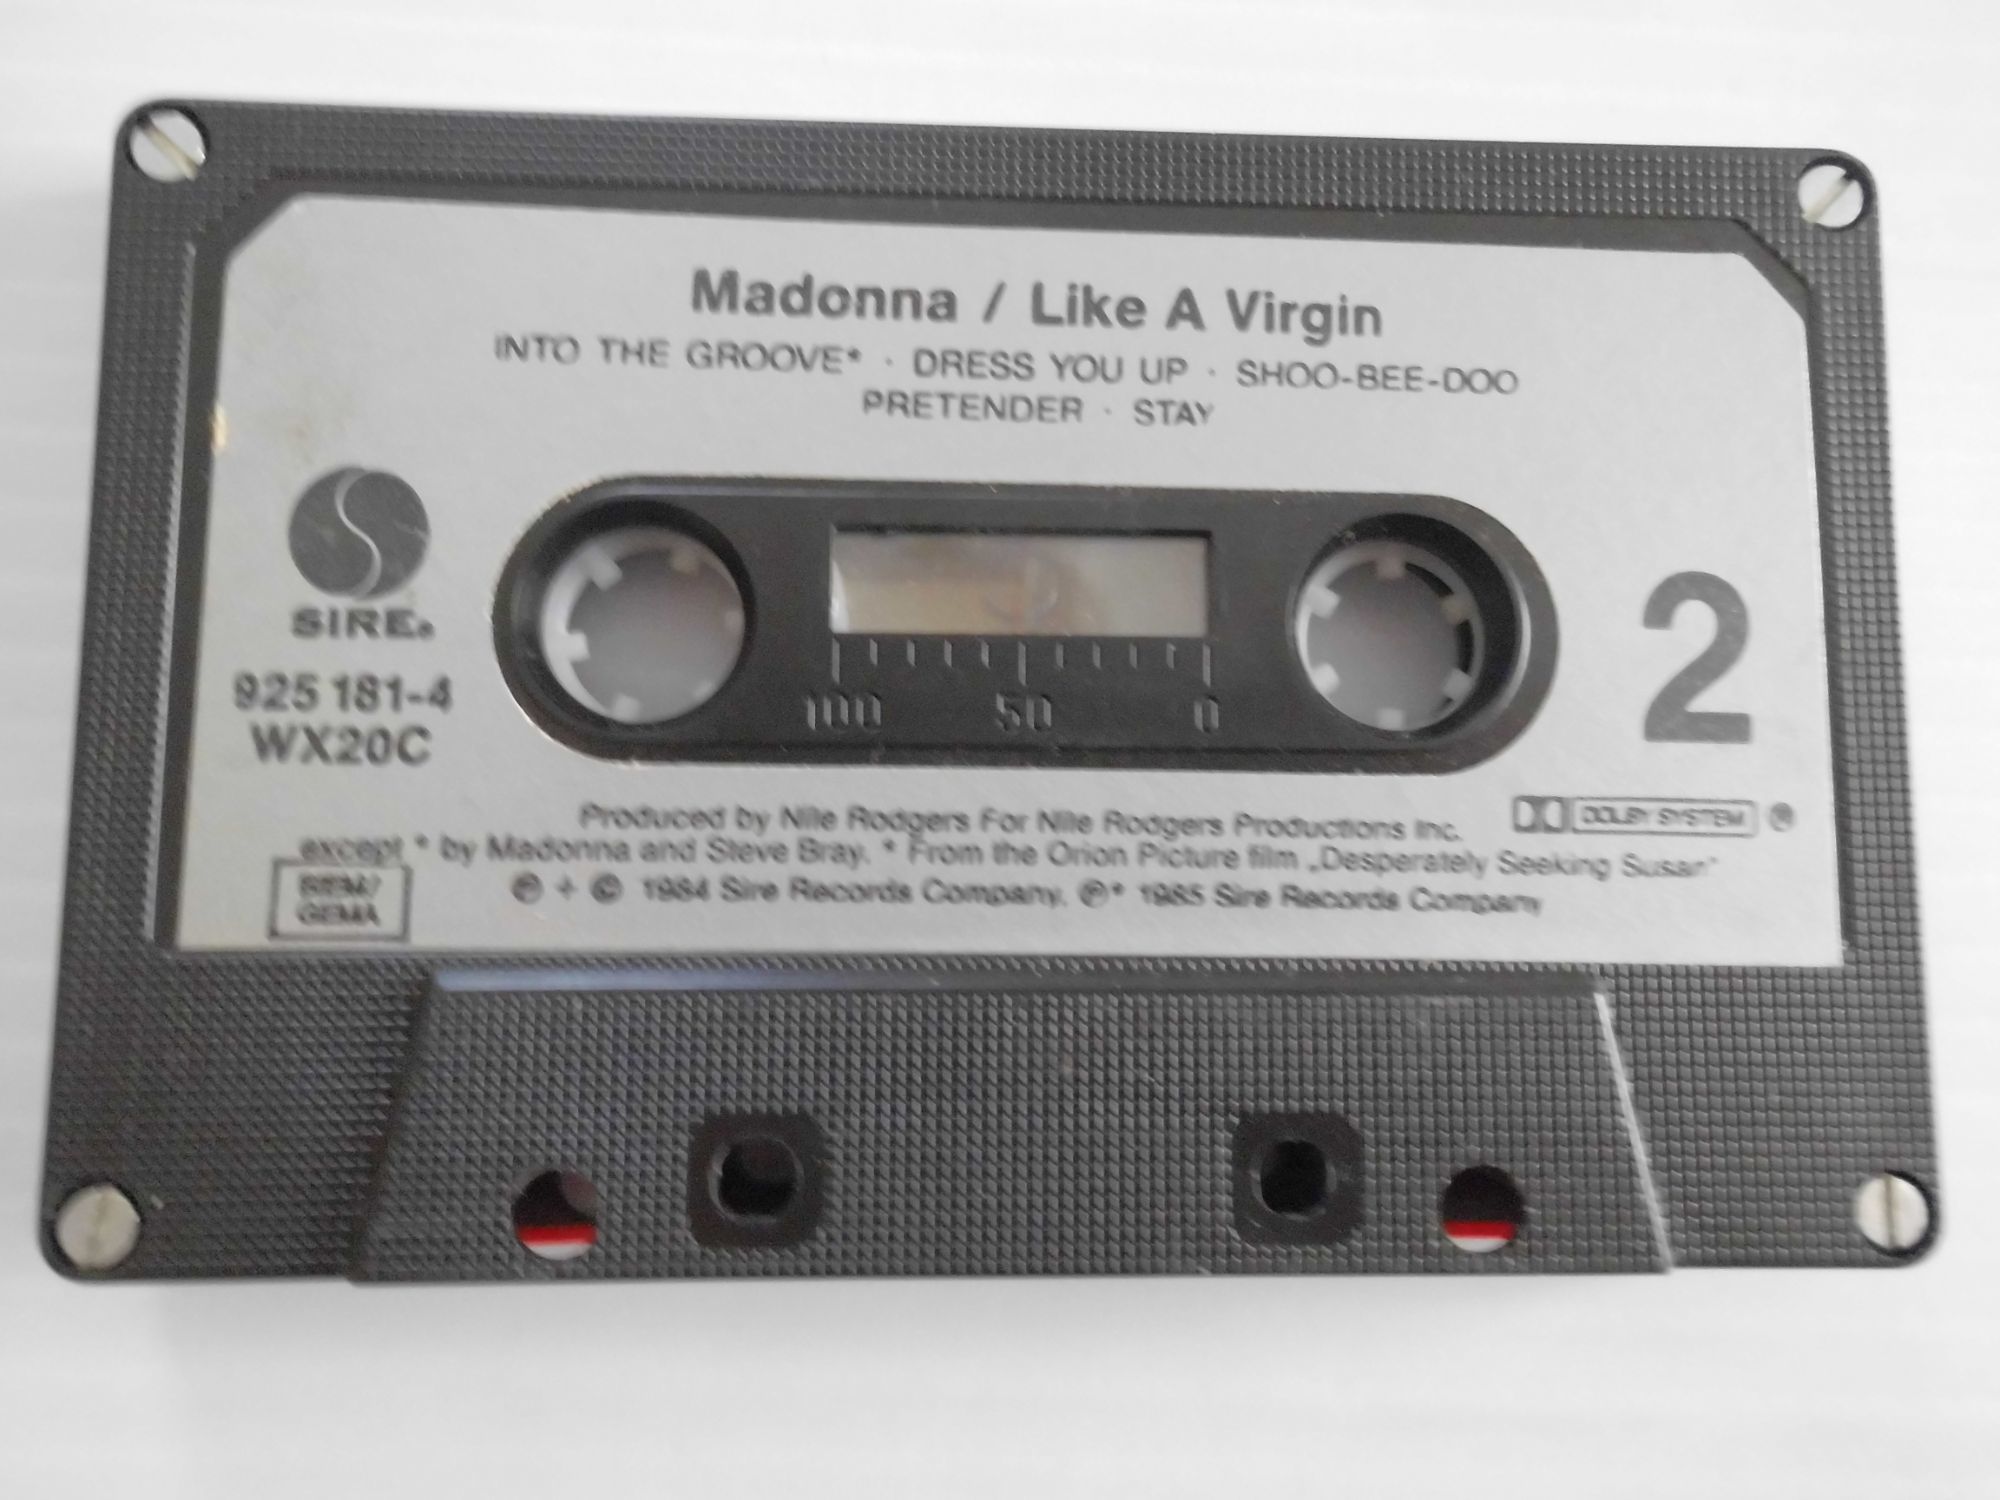 Madonna / Like A Virgin
INTO THE GROOVE* · DRESS YOU UP · SHOO-BEE-DOO
PRETENDER · STAY
SIRE®
925 181-4
WX20C
2
100 50 0
Produced by Nile Rodgers For Nile Rodgers Productions Inc.
DOLBY SYSTEM ®
except * by Madonna and Steve Bray. * From the Orion Picture film „Desperately Seeking Susan"
BIEM/
GEMA
℗ + © 1984 Sire Records Company. ℗* 1985 Sire Records Company